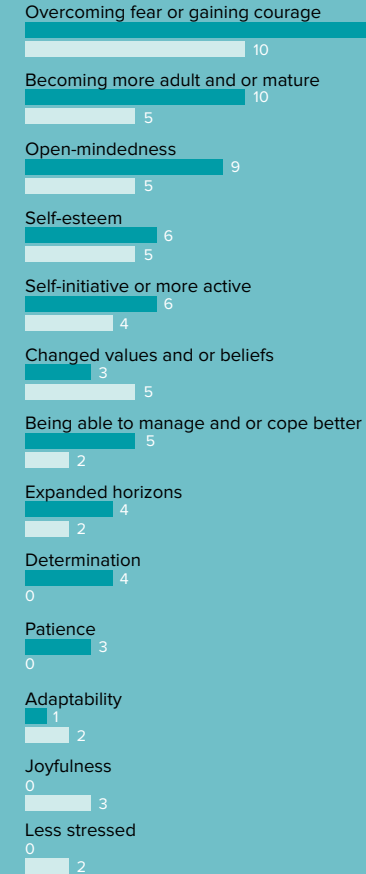 Overcoming fear or gaining courage
10
Becoming more adult and or mature
10
5
Open-mindedness
9
5
Self-esteem
6
5
Self-initiative or more active
6
4
Changed values and or beliefs
3
5
Being able to manage and or cope better
5
2
Expanded horizons
4
2
Determination
4
0
Patience
3
0
Adaptability
1
2
Joyfulness
0
3
Less stressed
0
2